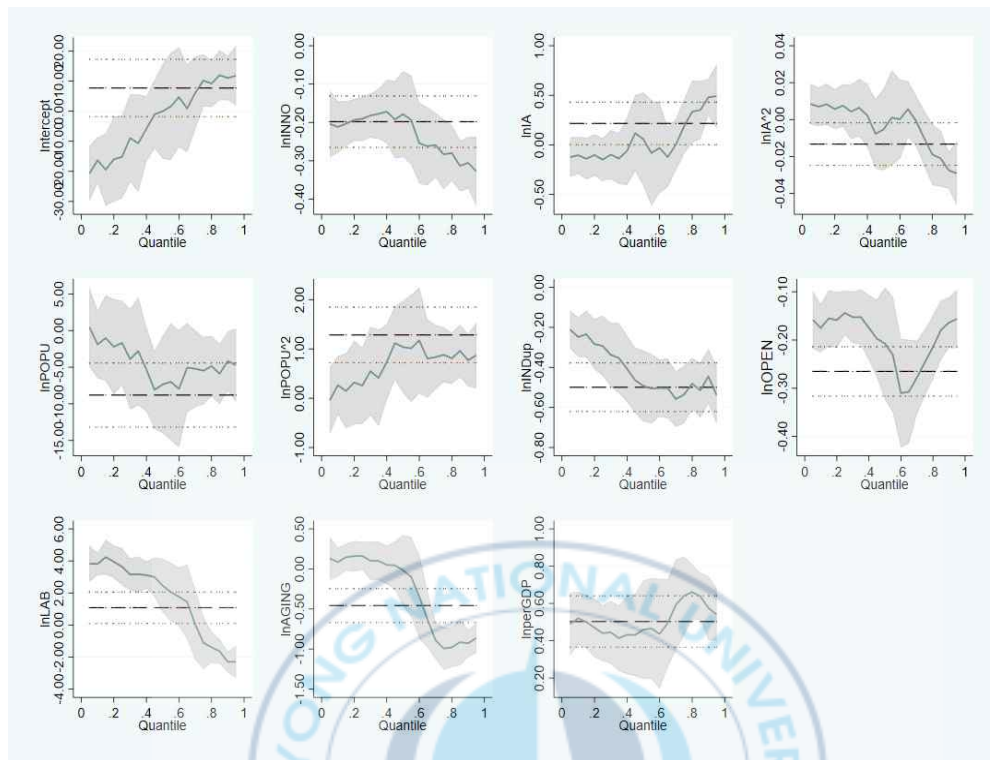 Intercept
-30.00-20.00-10.00 0.00 10.00 20.00
0 .2 .4 .6 .8 1
Quantile
lnINNO
-0.40 -0.30 -0.20 -0.10 0.00
0 .2 .4 .6 .8 1
Quantile
lnIA
-0.50 0.00 0.50 1.00
0 .2 .4 .6 .8 1
Quantile
lnIA^2
-0.04 -0.02 0.00 0.02 0.04
0 .2 .4 .6 .8 1
Quantile
lnPOPU
-15.00-10.00 -5.00 0.00 5.00
0 .2 .4 .6 .8 1
Quantile
lnPOPU^2
-1.00 0.00 1.00 2.00
0 .2 .4 .6 .8 1
Quantile
lnINDup
-0.80 -0.60 -0.40 -0.20 0.00
0 .2 .4 .6 .8 1
Quantile
lnOPEN
-0.40 -0.30 -0.20 -0.10
0 .2 .4 .6 .8 1
Quantile
lnLAB
-4.00 -2.00 0.00 2.00 4.00 6.00
0 .2 .4 .6 .8 1
Quantile
lnAGING
-1.50 -1.00 -0.50 0.00 0.50
0 .2 .4 .6 .8 1
Quantile
lnperGDP
0.20 0.40 0.60 0.80 1.00
0 .2 .4 .6 .8 1
Quantile
YONG NATIONAL UNIVER